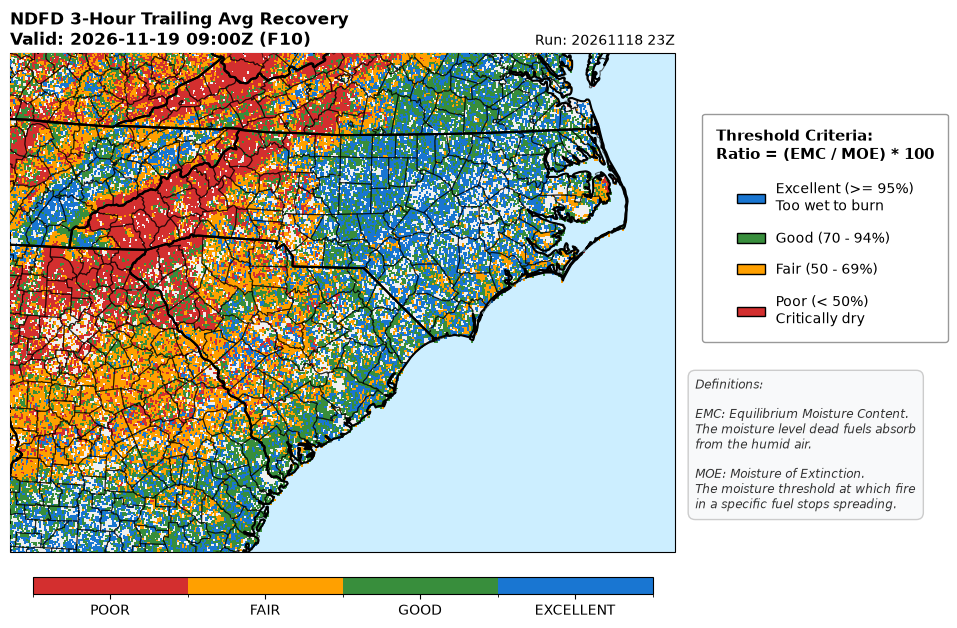 NDFD 3-Hour Trailing Avg Recovery
Valid: 2026-11-19 09:00Z (F10)
Run: 20261118 23Z
Threshold Criteria:
Ratio = (EMC / MOE) * 100
Excellent (>= 95%)
Too wet to burn
Good (70 - 94%)
Fair (50 - 69%)
Poor (< 50%)
Critically dry
Definitions:
EMC: Equilibrium Moisture Content.
The moisture level dead fuels absorb
from the humid air.
MOE: Moisture of Extinction.
The moisture threshold at which fire
in a specific fuel stops spreading.
POOR FAIR GOOD EXCELLENT